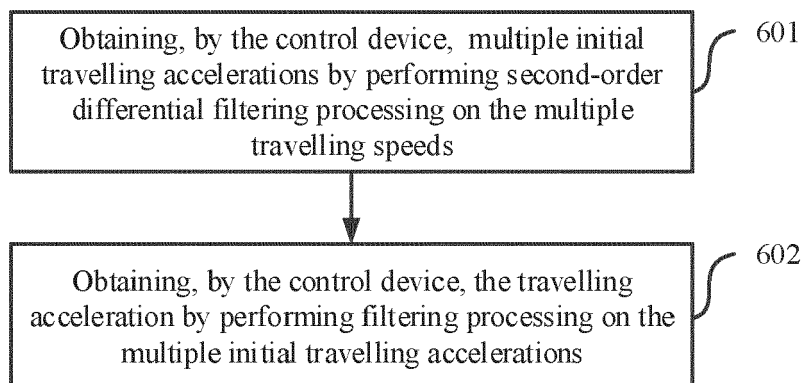 Obtaining, by the control device, multiple initial
travelling accelerations by performing second-order
differential filtering processing on the multiple
travelling speeds
601
Obtaining, by the control device, the travelling
acceleration by performing filtering processing on the
multiple initial travelling accelerations
602